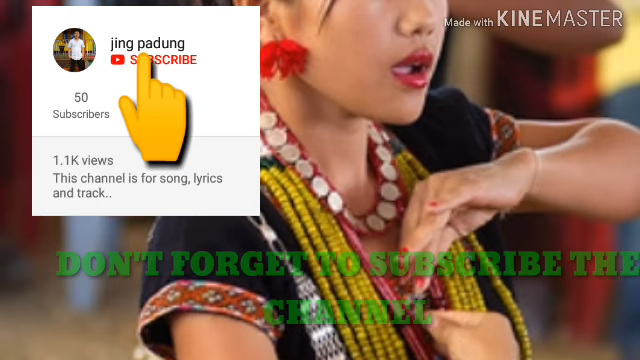 Made with KINEMASTER
jing padung
SUBSCRIBE
50
Subscribers
1.1K views
This channel is for song, lyrics
and track..
DON'T FORGET TO SUBSCRIBE THE
CHANNEL